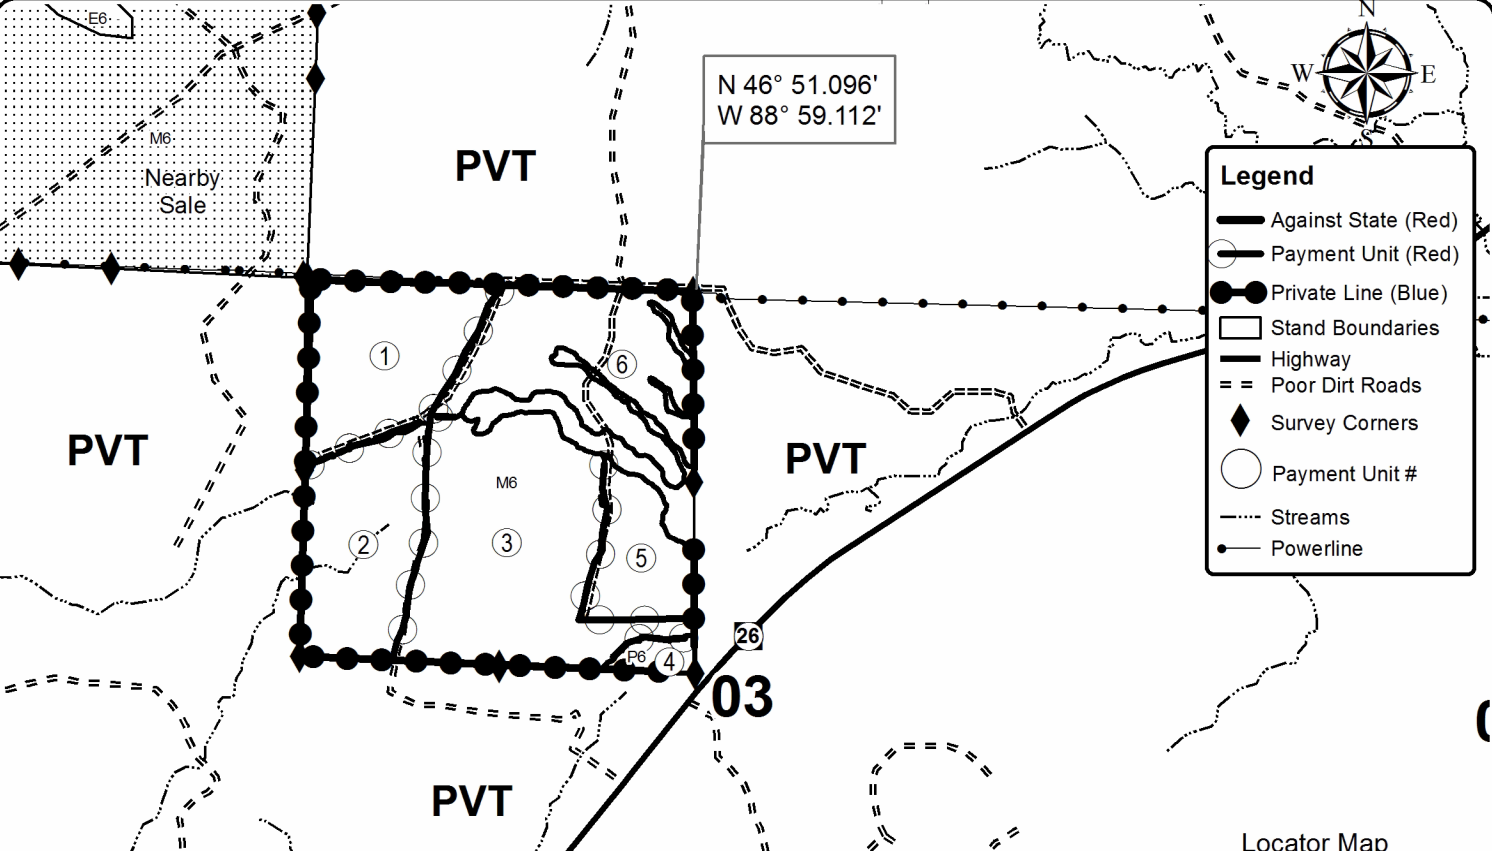 E6
N
W
E
S
N 46° 51.096'
W 88° 59.112'
M6
Nearby
Sale
PVT
Legend
Against State (Red)
Payment Unit (Red)
Private Line (Blue)
Stand Boundaries
Highway
Poor Dirt Roads
Survey Corners
Payment Unit #
Streams
Powerline
1
6
PVT
PVT
M6
2
3
5
26
P6
4
03
PVT
Locator Map